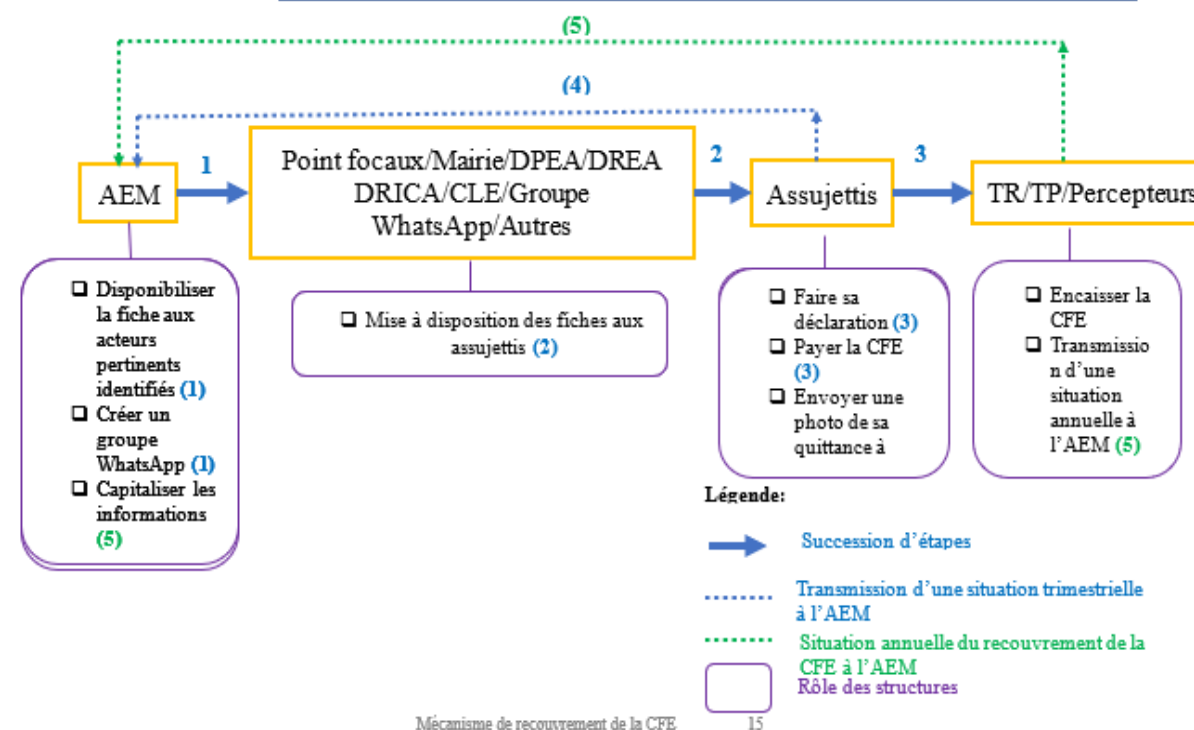 (5)
(4)
1
2
3
AEM
Point focaux/Mairie/DPEA/DREA
DRICA/CLE/Groupe
WhatsApp/Autres
Assujettis
TR/TP/Percepteurs
❑ Disponibiliser
la fiche aux
acteurs
pertinents
identifiés (1)
❑ Créer un
groupe
WhatsApp (1)
❑ Capitaliser les
informations
(5)
❑ Mise à disposition des fiches aux
assujettis (2)
❑ Faire sa
déclaration (3)
❑ Payer la CFE
(3)
❑ Envoyer une
photo de sa
quittance à
❑ Encaisser la
CFE
❑ Transmissio
n d’une
situation
annuelle à
l’AEM (5)
Légende:
Succession d’étapes
Transmission d’une situation trimestrielle
à l’AEM
Situation annuelle du recouvrement de la
CFE à l’AEM
Rôle des structures
Mécanisme de recouvrement de la CFE 15